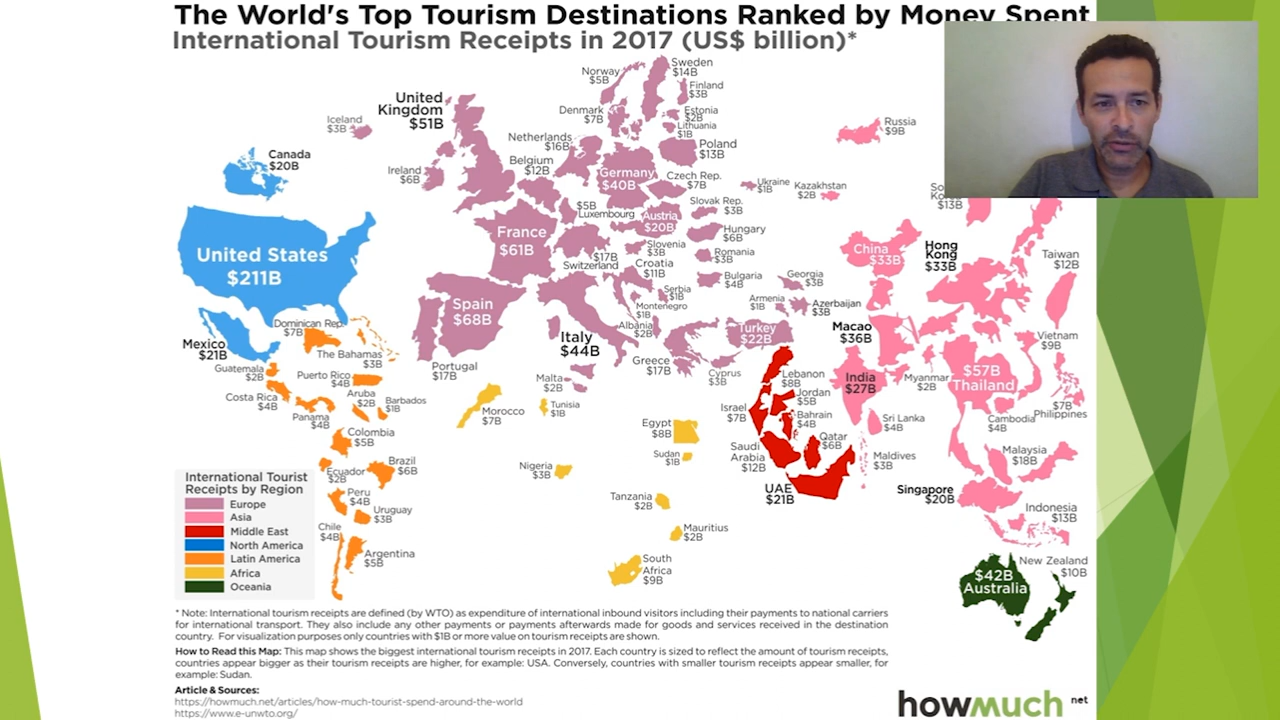 The World's Top Tourism Destinations Ranked by Money Spent
International Tourism Receipts in 2017 (US$ billion)*
Sweden
$14B
Norway
$5B
Finland
$3B
United
Kingdom
$51B
Denmark
$7B
Estonia
$2B
Lithuania
$1B
Iceland
$3B
Russia
$9B
Netherlands
$16B
Poland
$13B
Canada
$20B
Belgium
$12B
Ireland
$6B
Germany
$40B
Czech Rep.
$7B
Ukraine
$1B
Kazakhstan
$2B
$13B
$5B
Luxembourg
Austria
$20B
Slovak Rep.
$3B
France
$61B
Hungary
$6B
United States
$211B
China
$33B
Hong
Kong
$33B
Taiwan
$12B
Slovenia
$3B
Romania
$3B
$17B
Switzerland
Croatia
$11B
Bulgaria
$4B
Georgia
$3B
Serbia
$1B
Montenegro
$1B
Armenia
$1B
Azerbaijan
$3B
Spain
$68B
Albania
$2B
Turkey
$22B
Macao
$36B
Vietnam
$9B
Dominican Rep.
$7B
Mexico
$21B
The Bahamas
$3B
Italy
$44B
Portugal
$17B
Greece
$17B
Cyprus
$3B
Guatemala
$2B
Puerto Rico
$4B
Malta
$2B
Lebanon
$8B
India
$27B
Myanmar
$2B
$57B
Thailand
Costa Rica
$4B
Aruba
$2B
Barbados
$1B
Tunisia
$1B
Jordan
$5B
$7B
Philippines
Panama
$4B
Morocco
$7B
Israel
$7B
Bahrain
$4B
Sri Lanka
$4B
Cambodia
$4B
Colombia
$5B
Egypt
$8B
Qatar
$6B
Saudi
Arabia
$12B
Maldives
$3B
Malaysia
$18B
Sudan
$1B
Brazil
$6B
Ecuador
$2B
Nigeria
$3B
UAE
$21B
Singapore
$20B
Peru
$4B
Tanzania
$2B
Indonesia
$13B
Uruguay
$3B
Chile
$4B
Mauritius
$2B
Argentina
$5B
South
Africa
$9B
New Zealand
$10B
$42B
Australia
International Tourist
Receipts by Region
Europe
Asia
Middle East
North America
Latin America
Africa
Oceania
* Note: International tourism receipts are defined (by WTO) as expenditure of international inbound visitors including their payments to national carriers
for international transport. They also include any other payments or payments afterwards made for goods and services received in the destination
country. For visualization purposes only countries with $1B or more value on tourism receipts are shown.
How to Read this Map: This map shows the biggest international tourism receipts in 2017. Each country is sized to reflect the amount of tourism receipts,
countries appear bigger as their tourism receipts are higher, for example: USA. Conversely, countries with smaller tourism receipts appear smaller, for
example: Sudan.
Article & Sources:
https://howmuch.net/articles/how-much-tourist-spend-around-the-world
https://www.e-unwto.org/
howmuch net